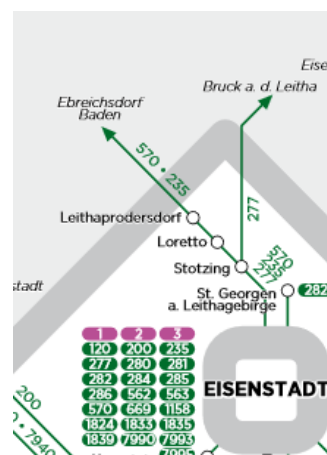 Eise
Bruck a. d. Leitha
Ebreichsdorf
Baden
570 • 235
277
Leithaprodersdorf
Loretto
Stotzing
570
235
277
St. Georgen
a. Leithagebirge
282
stadt
1 2 3
120 200 235
277 280 281
282 284 285
286 562 563
570 669 1158
1824 1833 1835
1839 7990 7993
EISENSTADT
200
• 7940